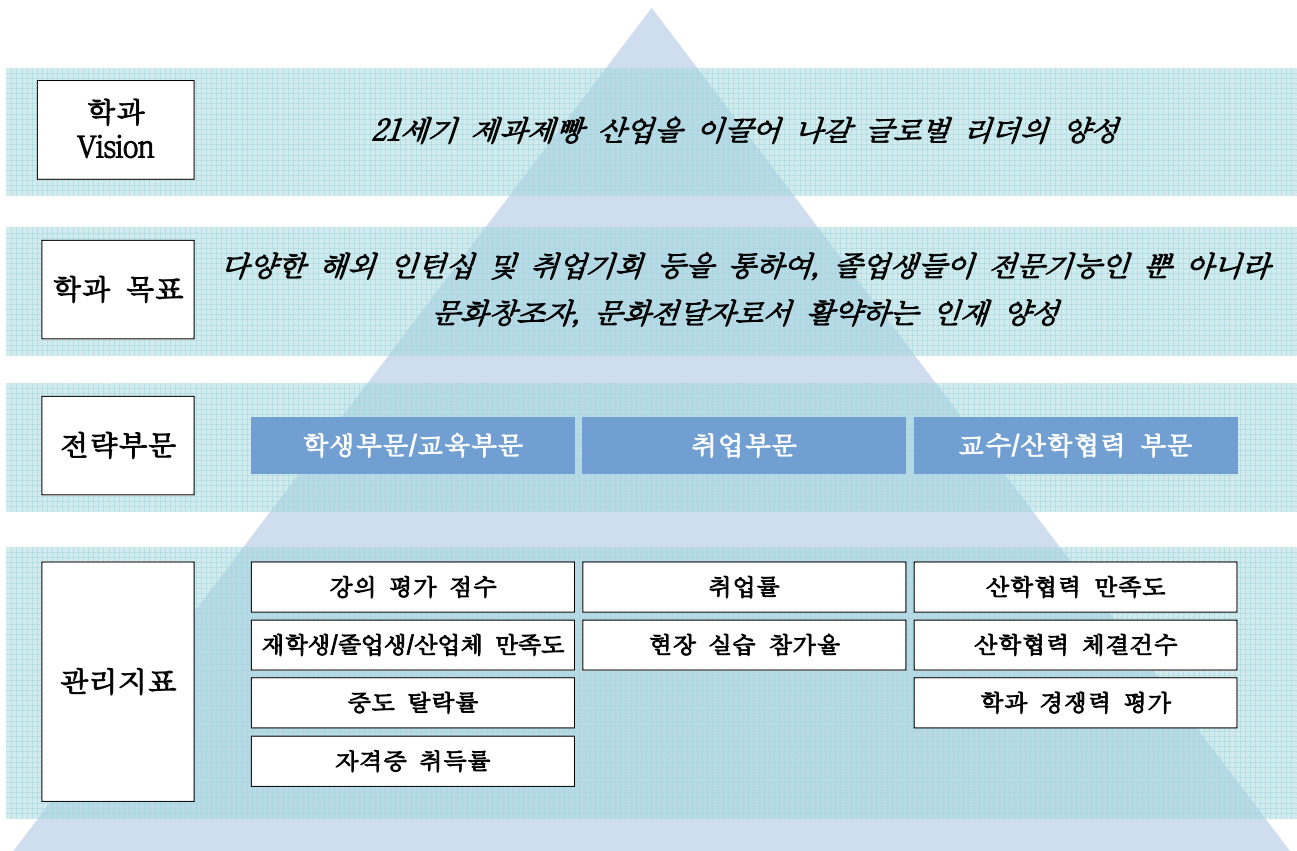 학과
Vision
21세기 제과제빵 산업을 이끌어 나갈 글로벌 리더의 양성
학과 목표
다양한 해외 인턴십 및 취업기회 등을 통하여, 졸업생들이 전문기능인 뿐 아니라
문화창조자, 문화전달자로서 활약하는 인재 양성
전략부문
학생부문/교육부문
취업부문
교수/산학협력 부문
관리지표
강의 평가 점수
취업률
산학협력 만족도
재학생/졸업생/산업체 만족도
현장 실습 참가율
산학협력 체결건수
중도 탈락률
학과 경쟁력 평가
자격증 취득률